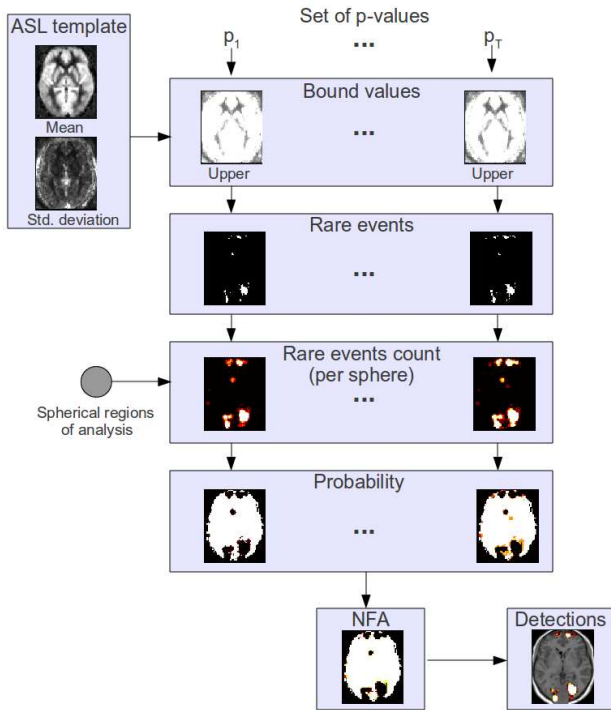 ASL template
Mean
Std. deviation
Set of p-values
p1
...
pT
Bound values
...
Upper
Upper
Rare events
...
Rare events count
(per sphere)
...
Spherical regions
of analysis
Probability
...
NFA
Detections